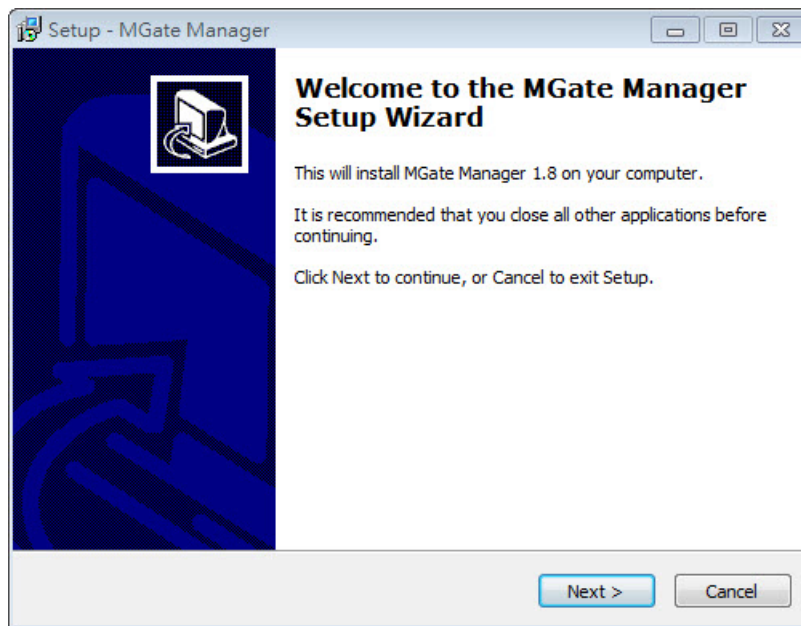 Setup - MGate Manager
Welcome to the MGate Manager
Setup Wizard
This will install MGate Manager 1.8 on your computer.
It is recommended that you close all other applications before
continuing.
Click Next to continue, or Cancel to exit Setup.
Next >
Cancel